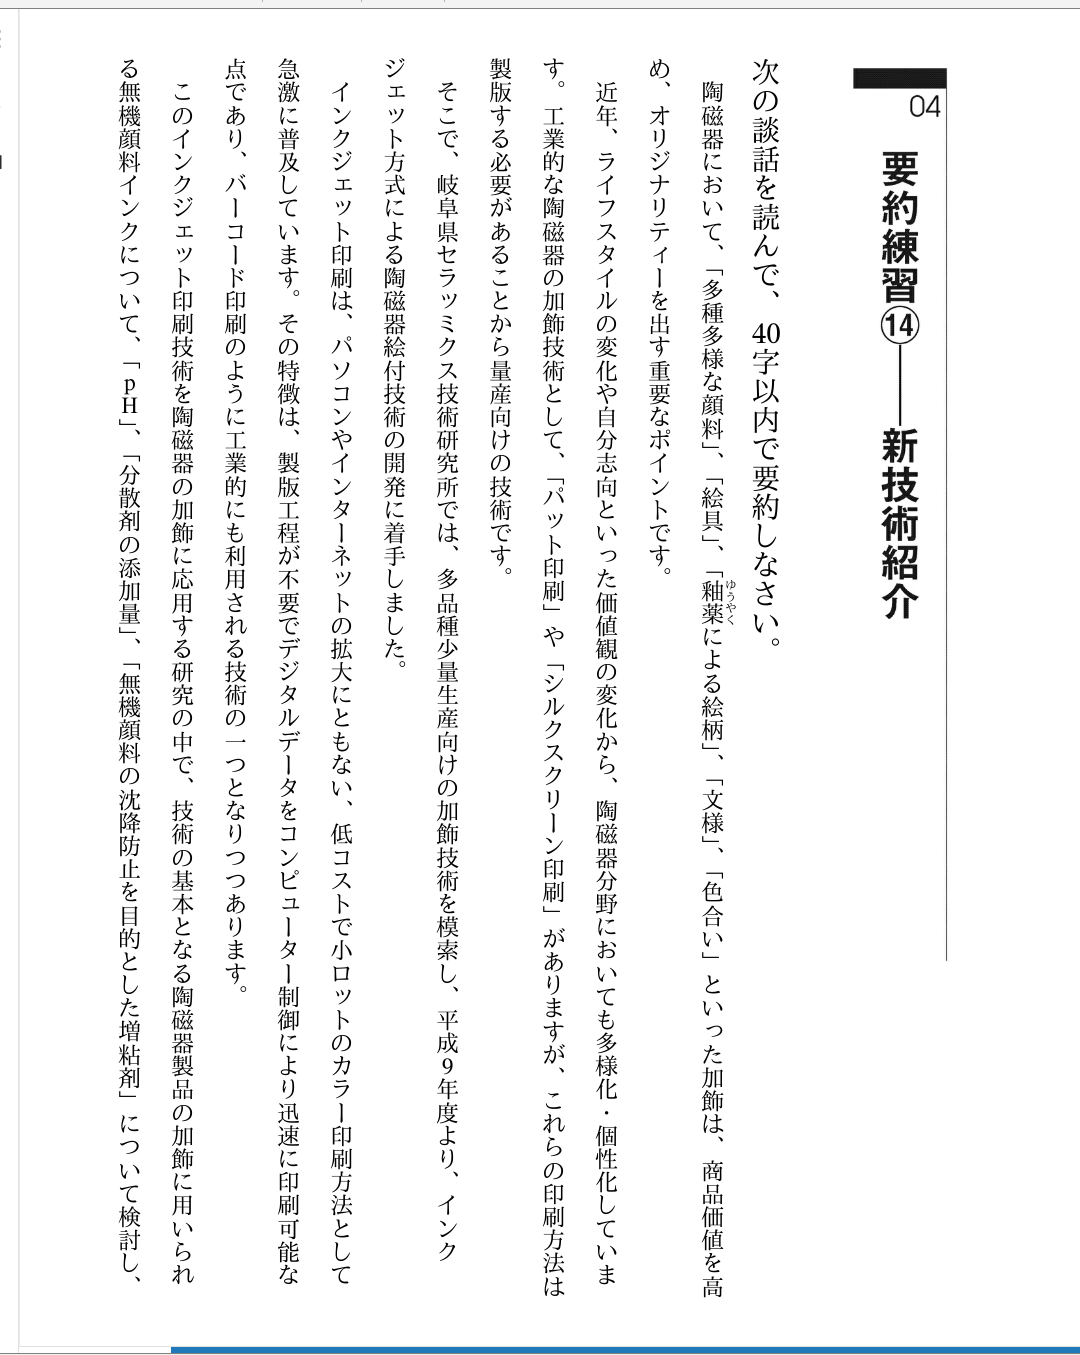 04
要約練習⑭──新技術紹介
次の談話を読んで、40字以内で要約しなさい。
陶磁器において、「多種多様な顔料」、「絵具」、「釉薬による絵柄」、「文様」、「色合い」といった加飾は、商品価値を高
ゆうやく
め、オリジナリティーを出す重要なポイントです。
近年、ライフスタイルの変化や自分志向といった価値観の変化から、陶磁器分野においても多様化・個性化していま
す。工業的な陶磁器の加飾技術として、「パット印刷」や「シルクスクリーン印刷」がありますが、これらの印刷方法は
製版する必要があることから量産向けの技術です。
そこで、岐阜県セラッミクス技術研究所では、多品種少量生産向けの加飾技術を模索し、平成9年度より、インク
ジェット方式による陶磁器絵付技術の開発に着手しました。
インクジェット印刷は、パソコンやインターネットの拡大にともない、低コストで小ロットのカラー印刷方法として
急激に普及しています。その特徴は、製版工程が不要でデジタルデータをコンピューター制御により迅速に印刷可能な
点であり、バーコード印刷のように工業的にも利用される技術の一つとなりつつあります。
このインクジェット印刷技術を陶磁器の加飾に応用する研究の中で、技術の基本となる陶磁器製品の加飾に用いられ
る無機顔料インクについて、「pH」、「分散剤の添加量」、「無機顔料の沈降防止を目的とした増粘剤」について検討し、